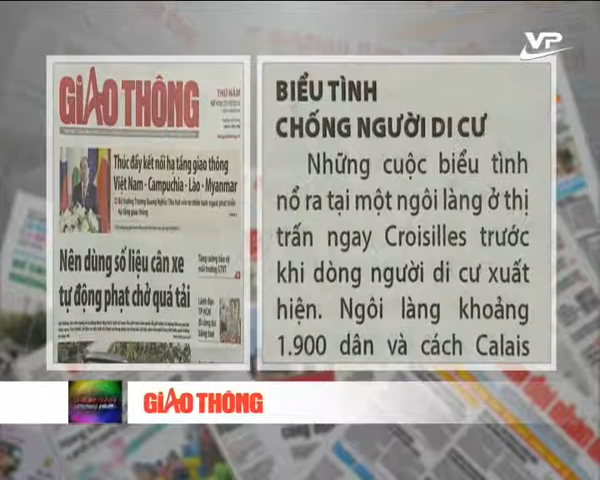 VP
GIAO THÔNG
THỨ NĂM
Thúc đẩy kết nối hạ tầng giao thông
Việt Nam - Campuchia - Lào - Myanmar
Nên dùng số liệu cân xe
tự động phạt chở quá tải
BIỂU TÌNH
CHỐNG NGƯỜI DI CƯ
Những cuộc biểu tình
nổ ra tại một ngôi làng ở thị
trấn ngay Croisilles trước
khi dòng người di cư xuất
hiện. Ngôi làng khoảng
1.900 dân và cách Calais
GIAO THÔNG